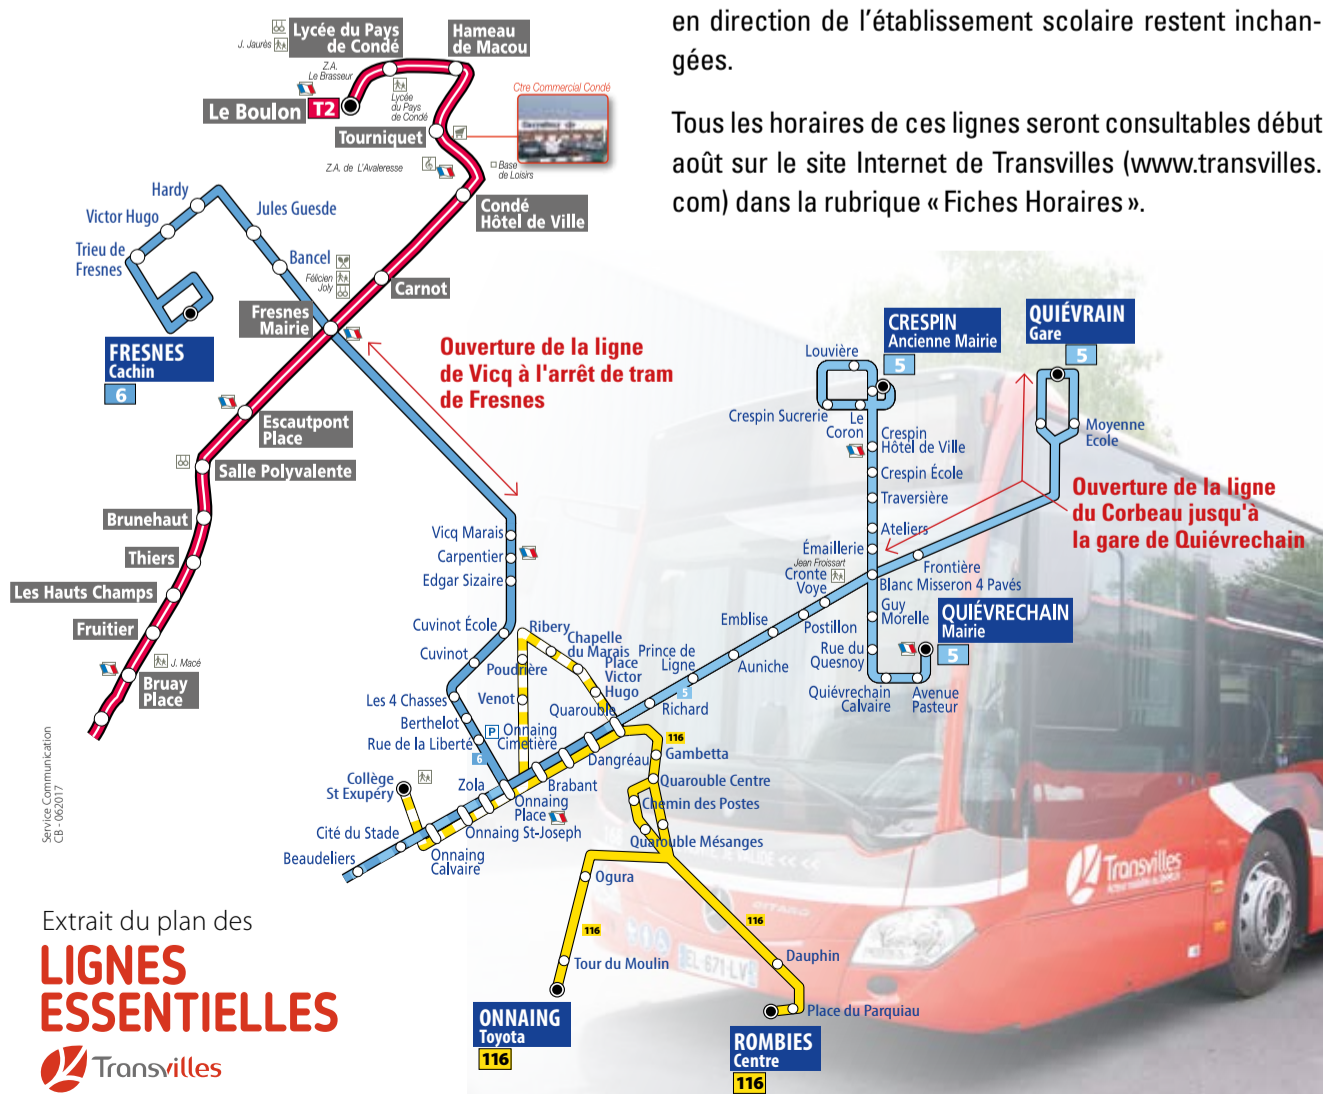 en direction de l'établissement scolaire restent inchan-
gées.
Tous les horaires de ces lignes seront consultables début
août sur le site Internet de Transvilles (www.transvilles.
com) dans la rubrique « Fiches Horaires ».
Lycée du Pays
de Condé
J. Jaurès
Hameau
de Macou
Z.A.
Le Brasseur
Le Boulon
T2
Lycée
du Pays
de Condé
Ctre Commercial Condé
Tourniquet
Z.A. de L'Avaleresse
Base
de Loisirs
Condé
Hôtel de Ville
Hardy
Victor Hugo
Jules Guesde
Trieu de
Fresnes
Bancel
Félicien
Joly
Carnot
Fresnes
Mairie
FRESNES
Cachin
6
Ouverture de la ligne
de Vicq à l'arrêt de tram
de Fresnes
Escautpont
Place
Salle Polyvalente
Brunehaut
Thiers
Les Hauts Champs
Fruitier
J. Macé
Bruay
Place
CRESPIN
Ancienne Mairie
5
QUIÉVRAIN
Gare
5
Louvière
Crespin Sucrerie
Le
Coron
Crespin
Hôtel de Ville
Moyenne
Ecole
Crespin École
Traversière
Ateliers
Émaillerie
Jean Froissart
Cronte
Voye
Frontière
Blanc Misseron 4 Pavés
Ouverture de la ligne
du Corbeau jusqu'à
la gare de Quiévrechain
Guy
Morelle
QUIÉVRECHAIN
Mairie
5
Rue du
Quesnoy
Quiévrechain
Calvaire
Avenue
Pasteur
Postillon
Emblise
Auniche
Prince de
Ligne
5
Richard
Vicq Marais
Carpentier
Edgar Sizaire
Cuvinot École
Cuvinot
Les 4 Chasses
Berthelot
Rue de la Liberté
6
Ribery
Chapelle
du Marais
Poudrière
Place
Victor
Hugo
Venot
Quarouble
P
Onnaing
Cimetière
Dangréau
Brabant
Zola
Onnaing
Place
Onnaing St-Joseph
Collège
St Exupéry
Cité du Stade
Onnaing
Calvaire
Beaudeliers
116
Gambetta
Quarouble Centre
Chemin des Postes
Quarouble Mésanges
Ogura
116
Tour du Moulin
ONNAING
Toyota
116
116
Dauphin
Place du Parquiau
ROMBIES
Centre
116
Transvilles
CITARO
EL-671-LV
Service Communication
CB - 062017
Extrait du plan des
LIGNES
ESSENTIELLES
Transvilles